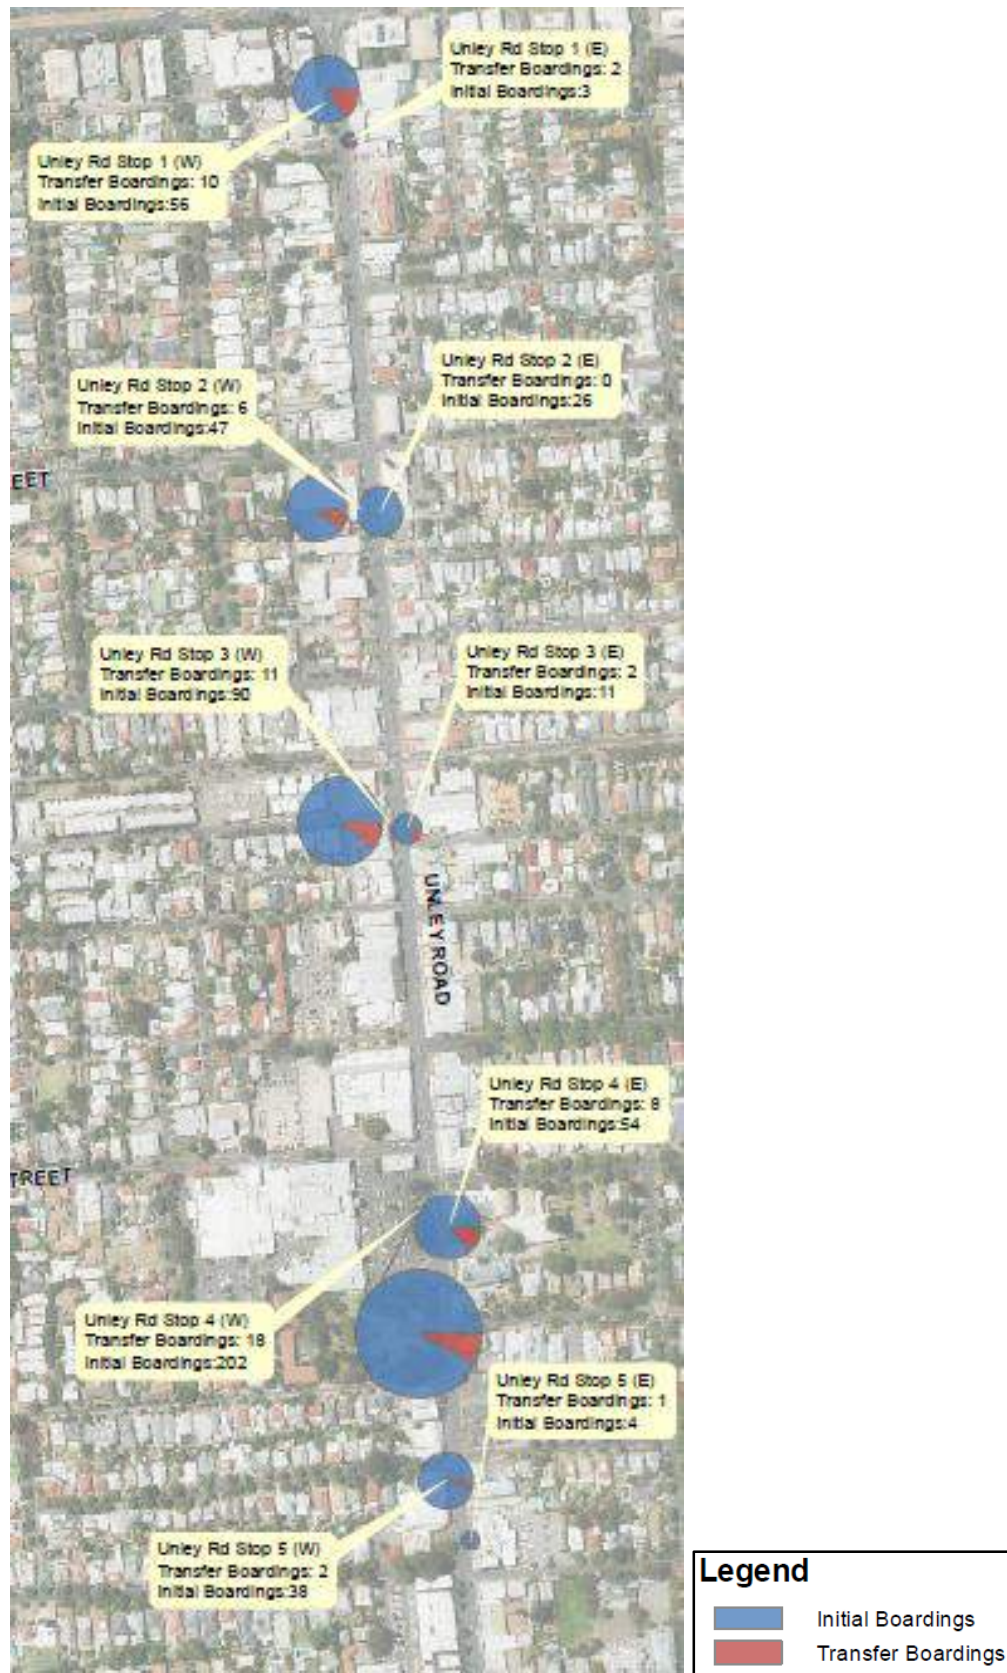 Unley Rd Stop 1 (E)
Transfer Boardings: 2
Initial Boardings:3
Unley Rd Stop 1 (W)
Transfer Boardings: 10
Initial Boardings:56
Unley Rd Stop 2 (E)
Transfer Boardings: 0
Initial Boardings:26
Unley Rd Stop 2 (W)
Transfer Boardings: 6
Initial Boardings:47
EET
Unley Rd Stop 3 (W)
Transfer Boardings: 11
Initial Boardings:90
Unley Rd Stop 3 (E)
Transfer Boardings: 2
Initial Boardings:11
UNLEY ROAD
Unley Rd Stop 4 (E)
Transfer Boardings: 8
Initial Boardings:54
TREET
Unley Rd Stop 4 (W)
Transfer Boardings: 18
Initial Boardings:202
Unley Rd Stop 5 (E)
Transfer Boardings: 1
Initial Boardings:4
Unley Rd Stop 5 (W)
Transfer Boardings: 2
Initial Boardings:38
Legend
Initial Boardings
Transfer Boardings